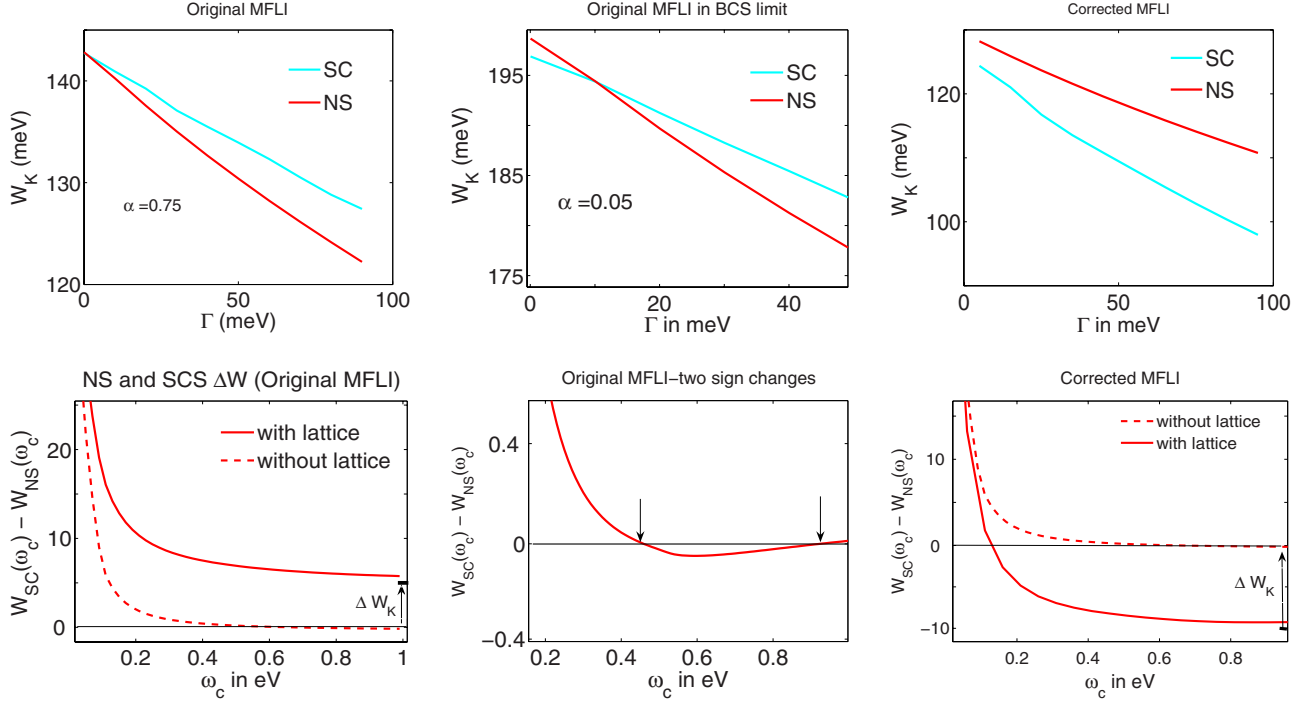 Original MFLI
W_K (meV)
140
130
120
0
50
100
Γ (meV)
SC
NS
α =0.75
Original MFLI in BCS limit
W_K (meV)
195
185
175
0
20
40
Γ in meV
SC
NS
α =0.05
Corrected MFLI
W_K (meV)
120
100
0
50
100
Γ in meV
SC
NS
NS and SCS ΔW (Original MFLI)
W_SC(ω_c) − W_NS(ω_c)
20
10
0
0.2
0.4
0.6
0.8
1
ω_c in eV
with lattice
without lattice
Δ W_K
Original MFLI−two sign changes
W_SC(ω_c) − W_NS(ω_c)
0.4
0
−0.4
0.2
0.4
0.6
0.8
ω_c in eV
Corrected MFLI
W_SC(ω_c) − W_NS(ω_c)
10
0
−10
0.2
0.4
0.6
0.8
ω_c in eV
without lattice
with lattice
Δ W_K